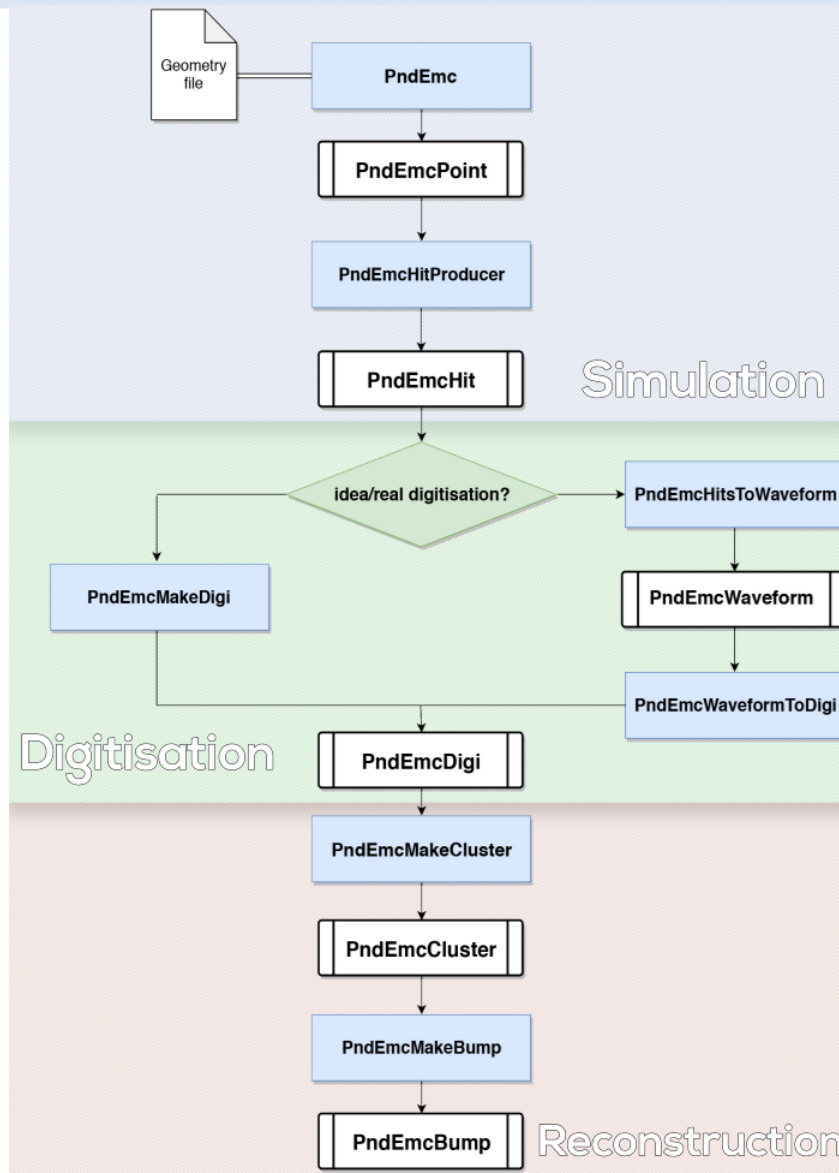 Geometry
file
PndEmc
PndEmcPoint
PndEmcHitProducer
PndEmcHit
Simulation
idea/real digitisation?
PndEmcHitsToWaveform
PndEmcMakeDigi
PndEmcWaveform
PndEmcWaveformToDigi
Digitisation
PndEmcDigi
PndEmcMakeCluster
PndEmcCluster
PndEmcMakeBump
PndEmcBump
Reconstruction